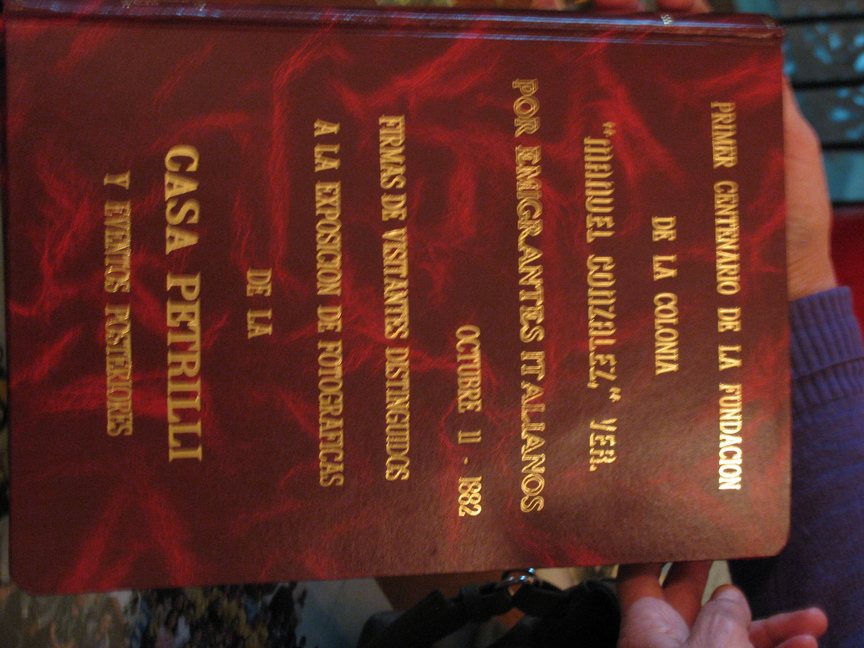 PRIMER CENTENARIO DE LA FUNDACION
DE LA COLONIA
"MANUEL GONZALEZ," VER.
POR EMIGRANTES ITALIANOS
OCTUBRE 11 - 1882
FIRMAS DE VISITANTES DISTINGUIDOS
A LA EXPOSICION DE FOTOGRAFICAS
DE LA
CASA PETRILLI
Y EVENTOS POSTERIORES